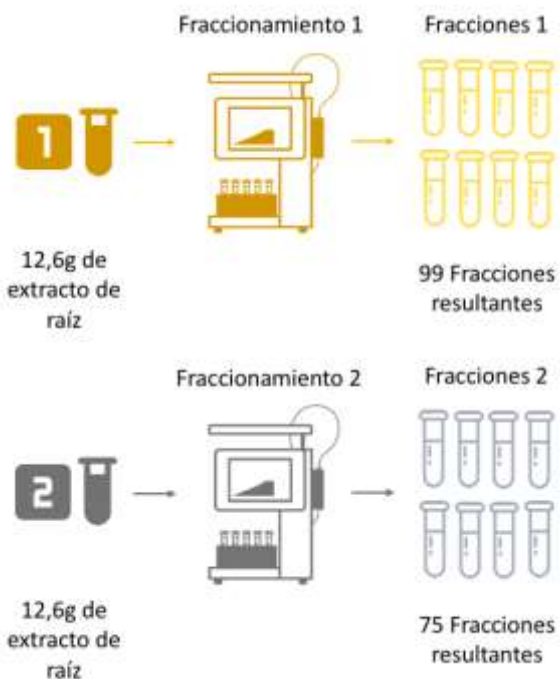 Fraccionamiento 1
Fracciones 1
1
12,6g de
extracto de
raíz
99 Fracciones
resultantes
Fraccionamiento 2
Fracciones 2
2
12,6g de
extracto de
raíz
75 Fracciones
resultantes